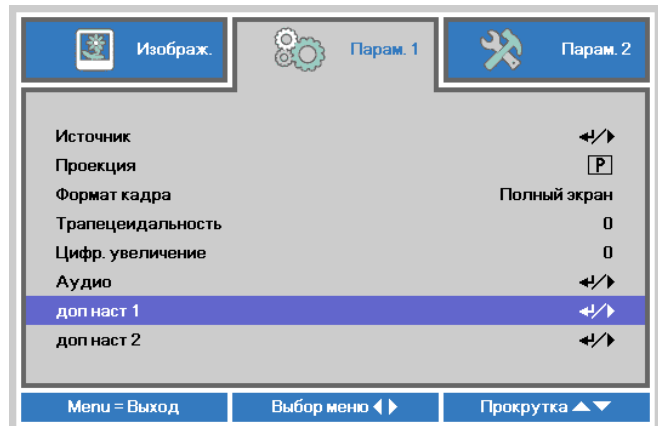 Изображ. Парам. 1 Парам. 2
Источник
Проекция P
Формат кадра Полный экран
Трапецеидальность 0
Цифр. увеличение 0
Аудио
доп наст 1
доп наст 2
Menu = Выход Выбор меню Прокрутка